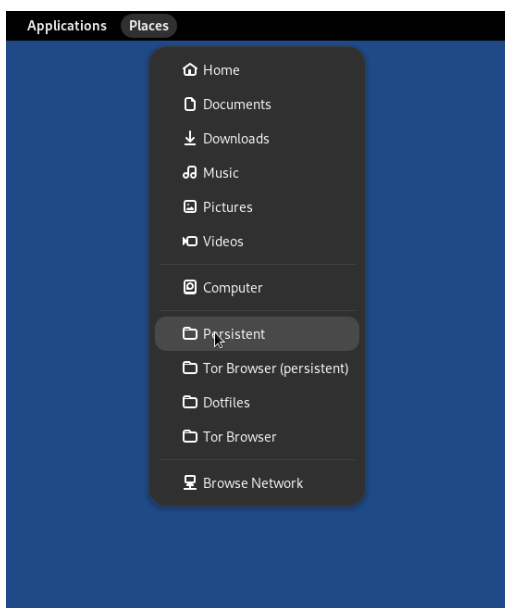 Applications Places
Home
Documents
Downloads
Music
Pictures
Videos
Computer
Persistent
Tor Browser (persistent)
Dotfiles
Tor Browser
Browse Network